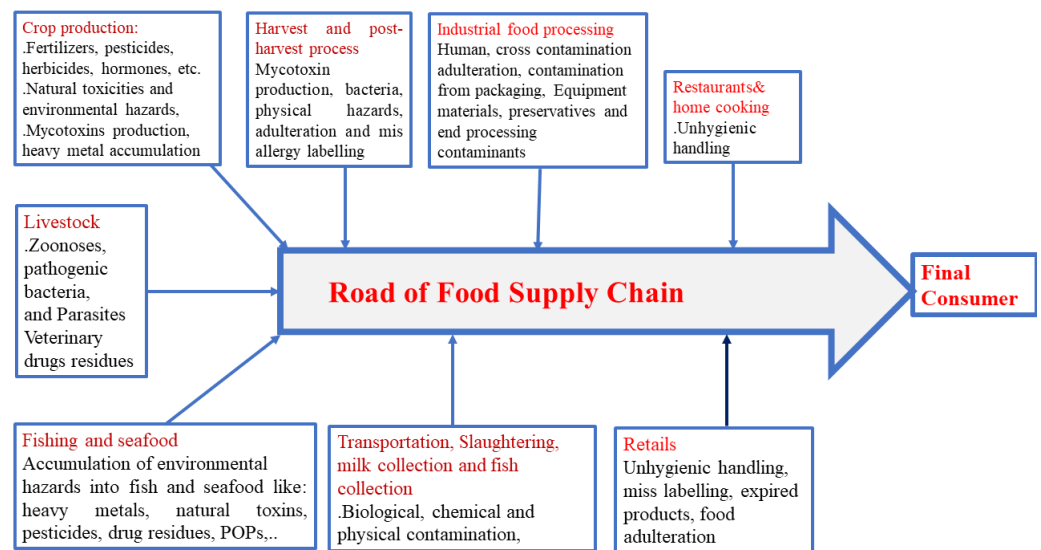 Crop production:
.Fertilizers, pesticides,
herbicides, hormones, etc.
.Natural toxicities and
environmental hazards,
.Mycotoxins production,
heavy metal accumulation
Harvest and post-
harvest process
Mycotoxin
production, bacteria,
physical hazards,
adulteration and mis
allergy labelling
Industrial food processing
Human, cross contamination
adulteration, contamination
from packaging, Equipment
materials, preservatives and
end processing
contaminants
Restaurants&
home cooking
.Unhygienic
handling
Livestock
.Zoonoses,
pathogenic
bacteria,
and Parasites
Veterinary
drugs residues
Road of Food Supply Chain
Final
Consumer
Fishing and seafood
Accumulation of environmental
hazards into fish and seafood like:
heavy metals, natural toxins,
pesticides, drug residues, POPs,..
Transportation, Slaughtering,
milk collection and fish
collection
.Biological, chemical and
physical contamination,
Retails
Unhygienic handling,
miss labelling, expired
products, food
adulteration